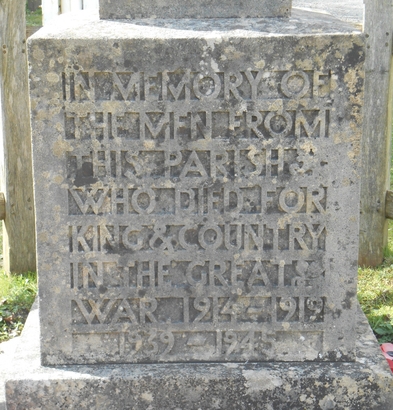 IN MEMORY OF
THE MEN FROM
THIS PARISH
WHO DIED FOR
KING & COUNTRY
IN THE GREAT
WAR 1914-1919
1939-1945